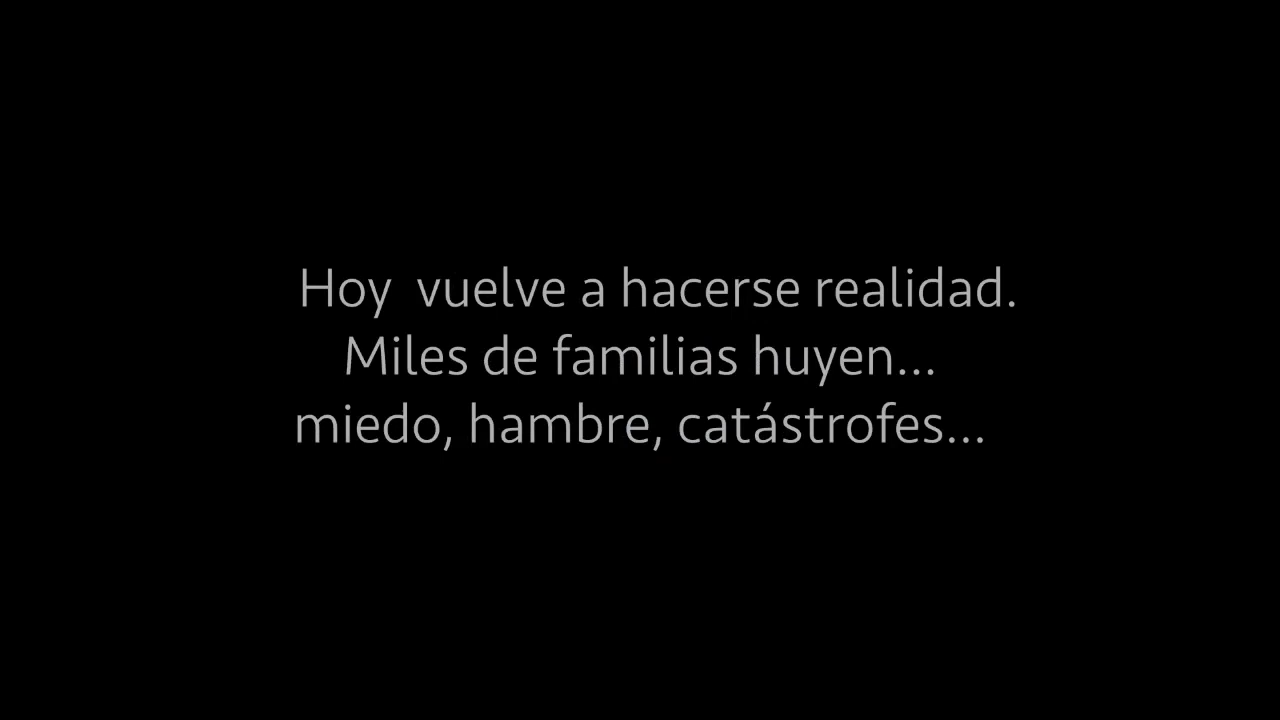 Hoy  vuelve a hacerse realidad.
Miles de familias huyen...
miedo, hambre, catástrofes...